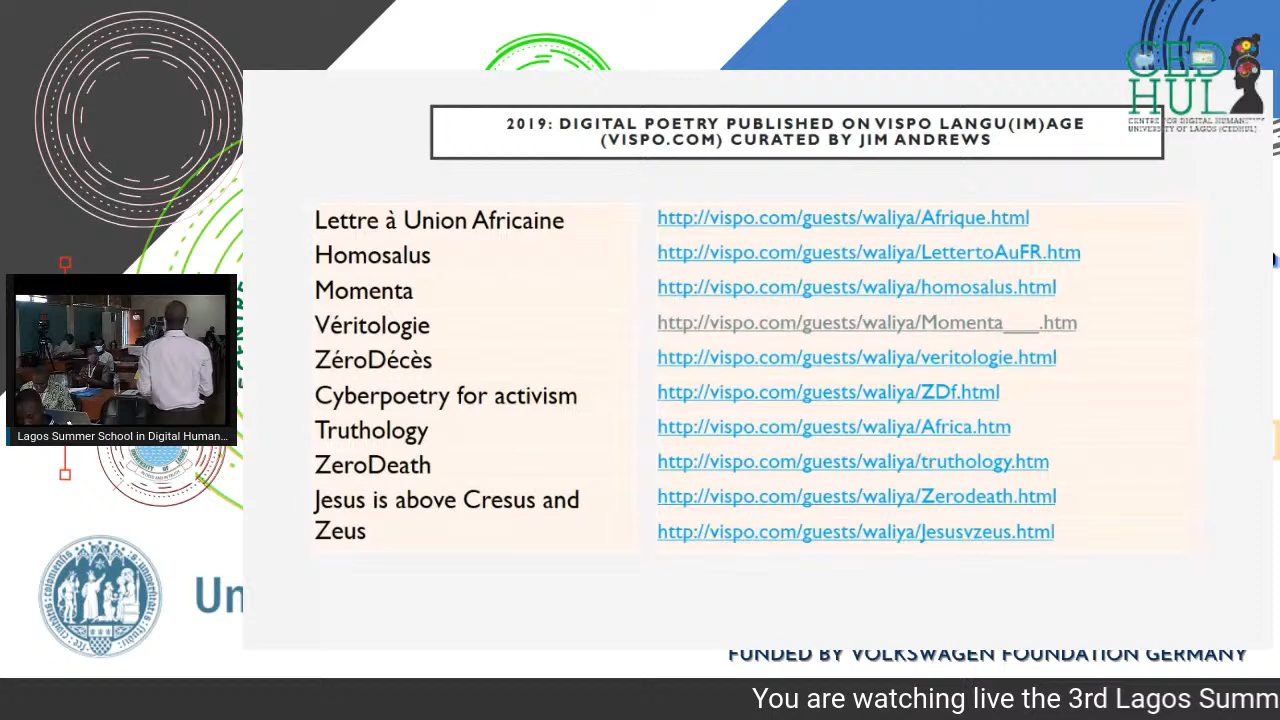 CEDHUL
CENTRE FOR DIGITAL HUMANITIES
UNIVERSITY OF LAGOS (CEDHUL)
2019: DIGITAL POETRY PUBLISHED ON VISPO LANGU(IM)AGE
(VISPO.COM) CURATED BY JIM ANDREWS
Lettre à Union Africaine
Homosalus
Momenta
Véritologie
ZéroDécès
Cyberpoetry for activism
Truthology
ZeroDeath
Jesus is above Cresus and
Zeus
http://vispo.com/guests/waliya/Afrique.html
http://vispo.com/guests/waliya/LettertoAuFR.htm
http://vispo.com/guests/waliya/homosalus.html
http://vispo.com/guests/waliya/Momenta___.htm
http://vispo.com/guests/waliya/veritologie.html
http://vispo.com/guests/waliya/ZDf.html
http://vispo.com/guests/waliya/Africa.htm
http://vispo.com/guests/waliya/truthology.htm
http://vispo.com/guests/waliya/Zerodeath.html
http://vispo.com/guests/waliya/Jesusvzeus.html
Lagos Summer School in Digital Human...
Un
FUNDED BY VOLKSWAGEN FOUNDATION GERMANY
You are watching live the 3rd Lagos Summ